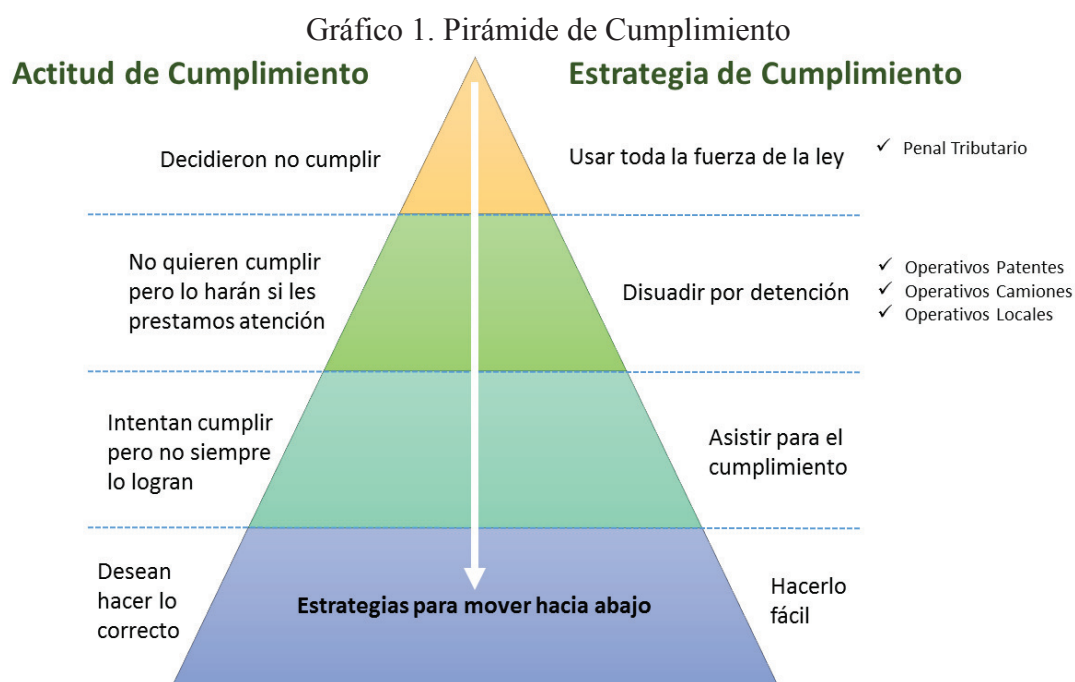 Gráfico 1. Pirámide de Cumplimiento
Actitud de Cumplimiento
Estrategia de Cumplimiento
Decidieron no cumplir
Usar toda la fuerza de la ley
✓ Penal Tributario
No quieren cumplir
pero lo harán si les
prestamos atención
Disuadir por detención
✓ Operativos Patentes
✓ Operativos Camiones
✓ Operativos Locales
Intentan cumplir
pero no siempre
lo logran
Asistir para el
cumplimiento
Desean
hacer lo
correcto
Estrategias para mover hacia abajo
Hacerlo
fácil